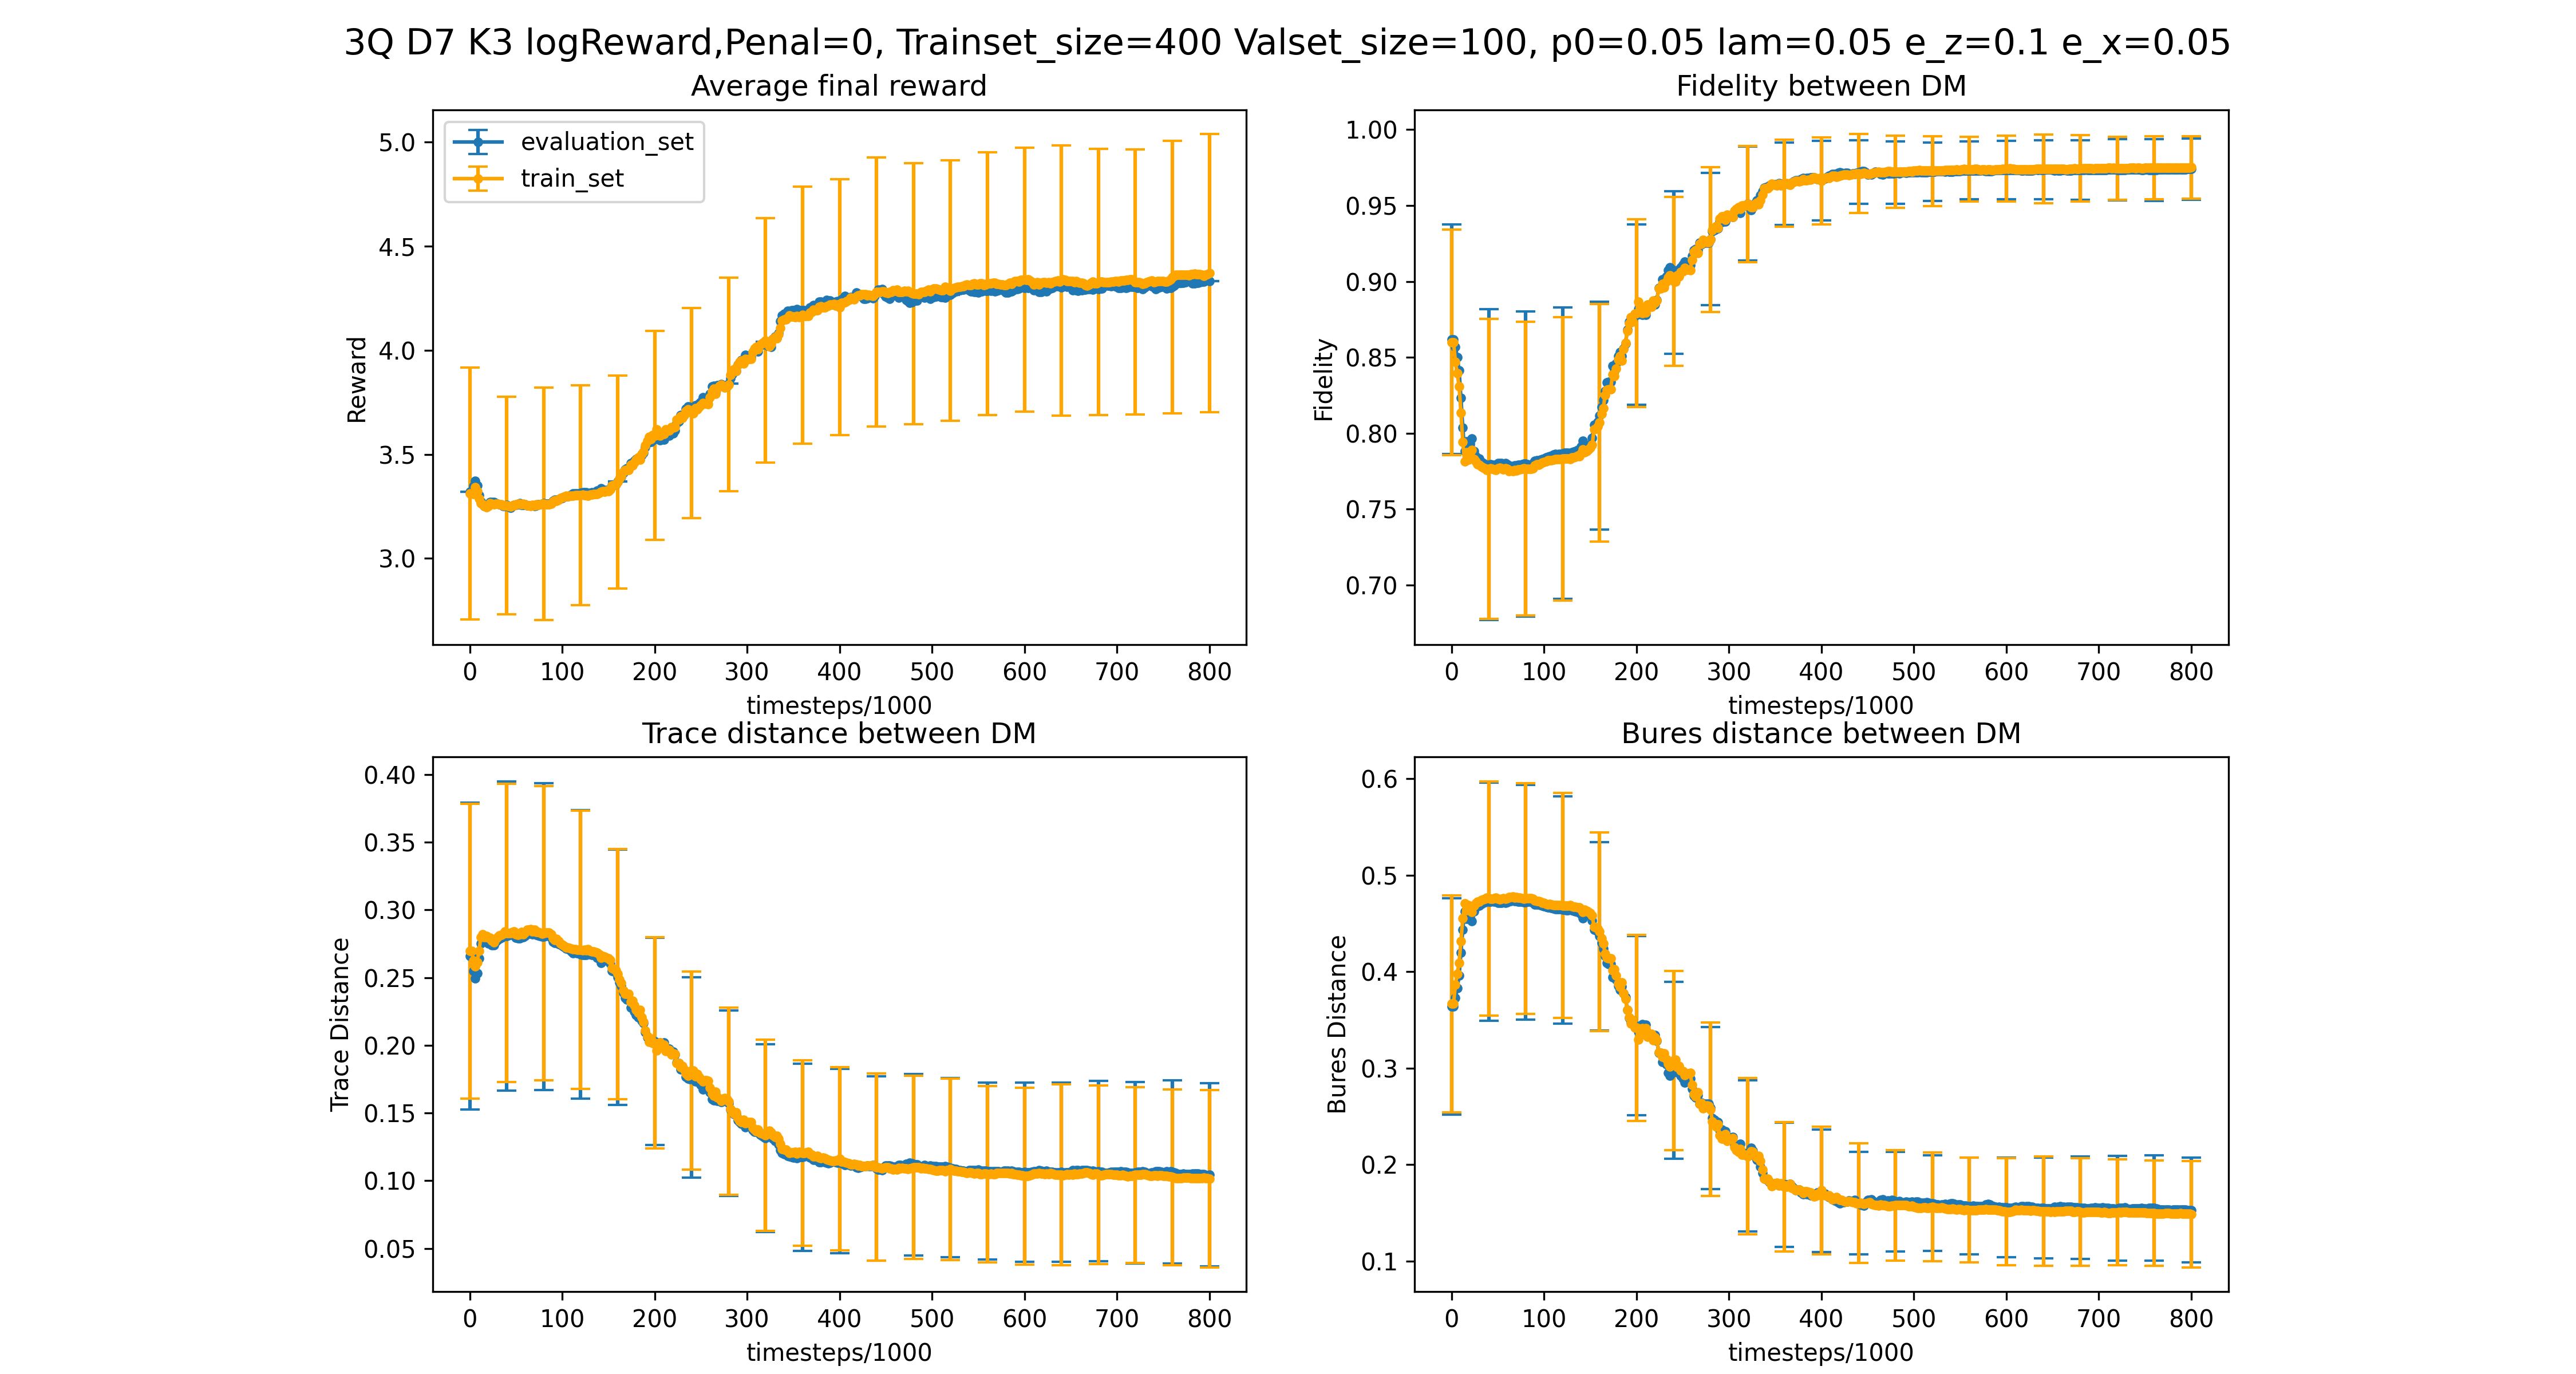 3Q D7 K3 logReward,Penal=0, Trainset_size=400 Valset_size=100, p0=0.05 lam=0.05 e_z=0.1 e_x=0.05
Average final reward
evaluation_set
train_set
5.0
4.5
4.0
3.5
3.0
Reward
0 100 200 300 400 500 600 700 800
timesteps/1000
Fidelity between DM
1.00
0.95
0.90
0.85
0.80
0.75
0.70
Fidelity
0 100 200 300 400 500 600 700 800
timesteps/1000
Trace distance between DM
0.40
0.35
0.30
0.25
0.20
0.15
0.10
0.05
Trace Distance
0 100 200 300 400 500 600 700 800
timesteps/1000
Bures distance between DM
0.6
0.5
0.4
0.3
0.2
0.1
Bures Distance
0 100 200 300 400 500 600 700 800
timesteps/1000